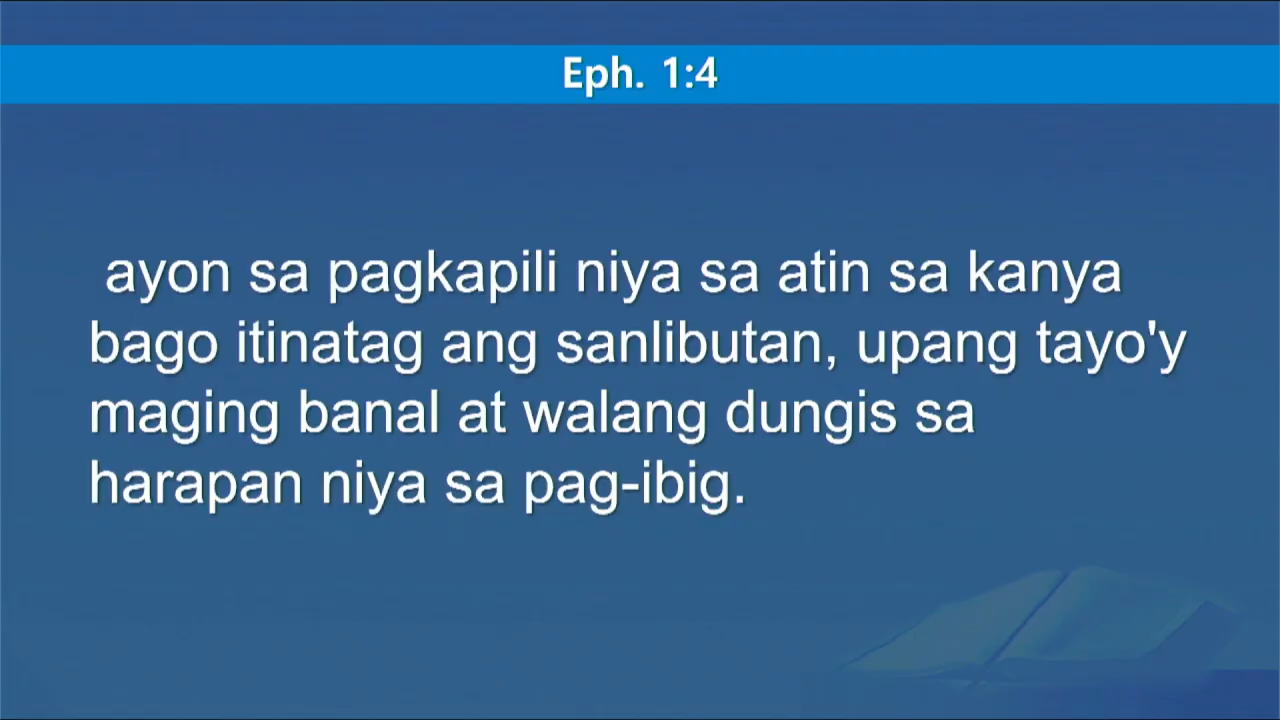 Eph. 1:4
ayon sa pagkapili niya sa atin sa kanya
bago itinatag ang sanlibutan, upang tayo'y
maging banal at walang dungis sa
harapan niya sa pag-ibig.